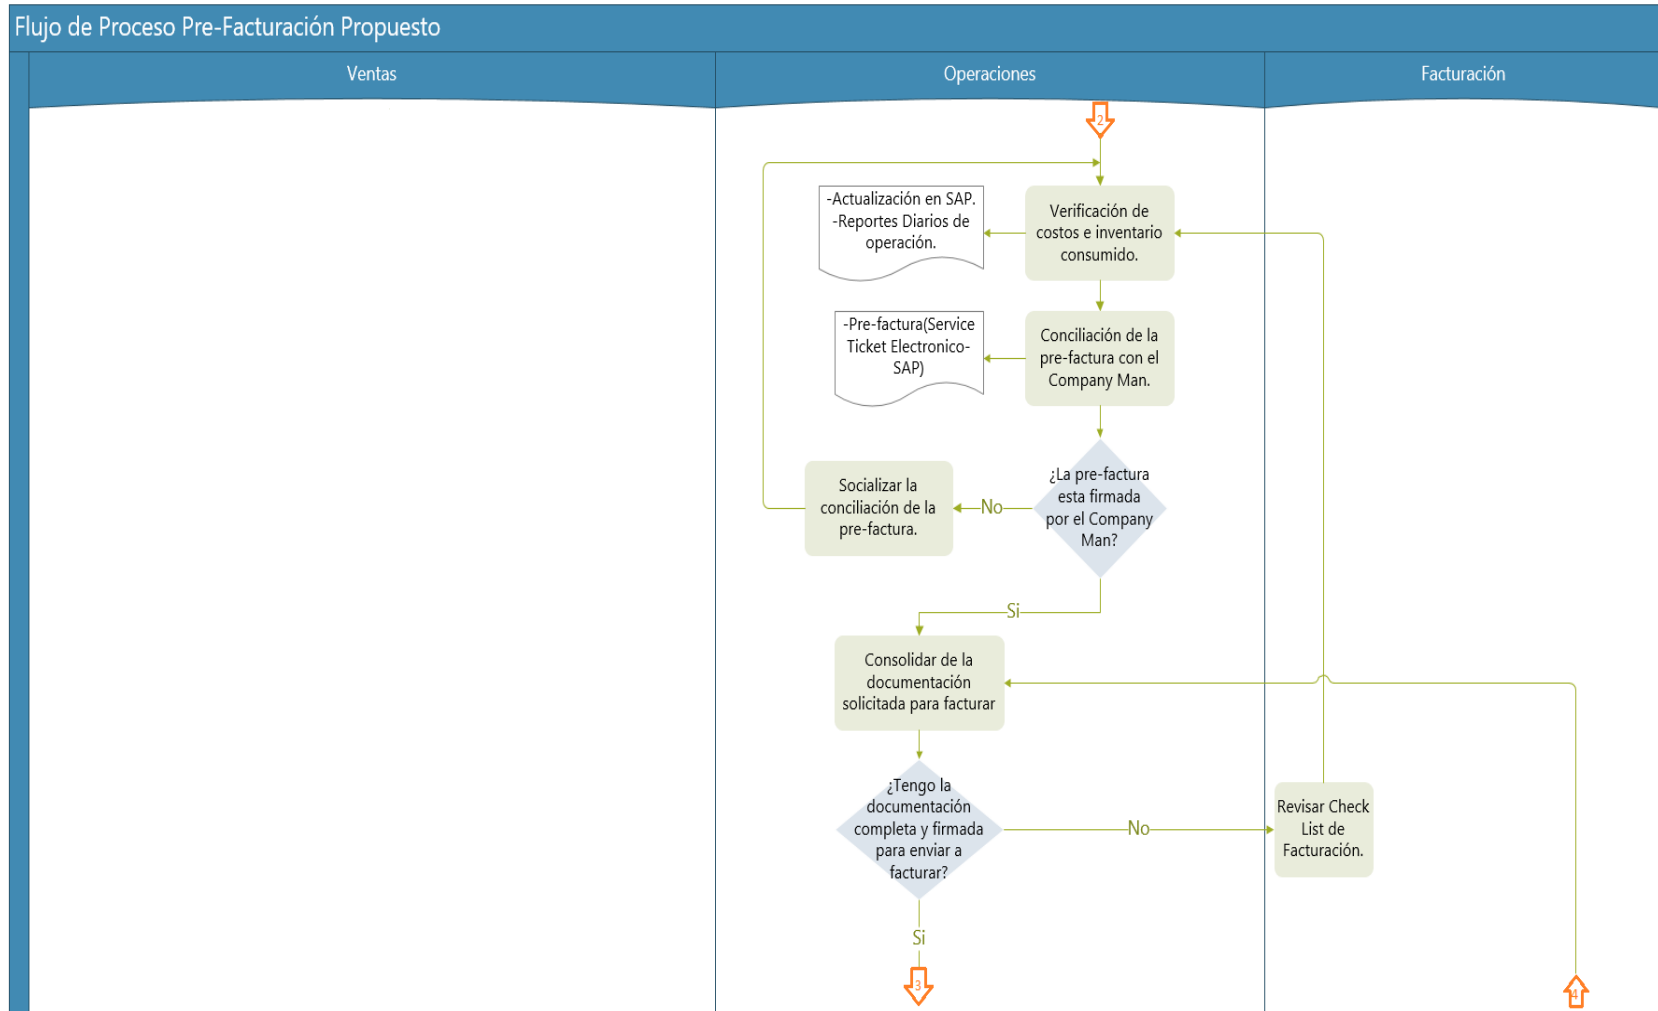 Flujo de Proceso Pre-Facturación Propuesto
Ventas
Operaciones
Facturación
2
-Actualización en SAP.
-Reportes Diarios de
operación.
Verificación de
costos e inventario
consumido.
-Pre-factura(Service
Ticket Electronico-
SAP)
Conciliación de la
pre-factura con el
Company Man.
¿La pre-factura
esta firmada
por el Company
Man?
No
Socializar la
conciliación de la
pre-factura.
Si
Consolidar de la
documentación
solicitada para facturar
¿Tengo la
documentación
completa y firmada
para enviar a
facturar?
No
Revisar Check
List de
Facturación.
Si
3
4